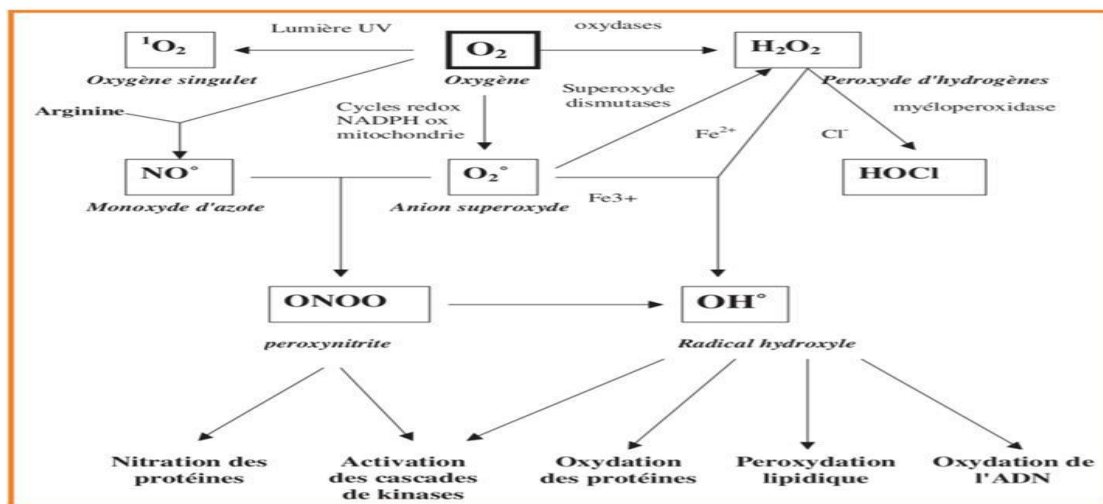 Lumière UV
oxydases
¹O₂
O₂
H₂O₂
Oxygène singulet
Oxygène
Peroxyde d'hydrogènes
Arginine
Cycles redox
NADPH ox
mitochondrie
Superoxyde
dismutases
myéloperoxidase
Fe²⁺
Cl⁻
NO°
O₂°
HOCl
Monoxyde d'azote
Anion superoxyde
Fe3+
ONOO
OH°
peroxynitrite
Radical hydroxyle
Nitration des
protéines
Activation
des cascades
de kinases
Oxydation
des protéines
Peroxydation
lipidique
Oxydation de
l'ADN